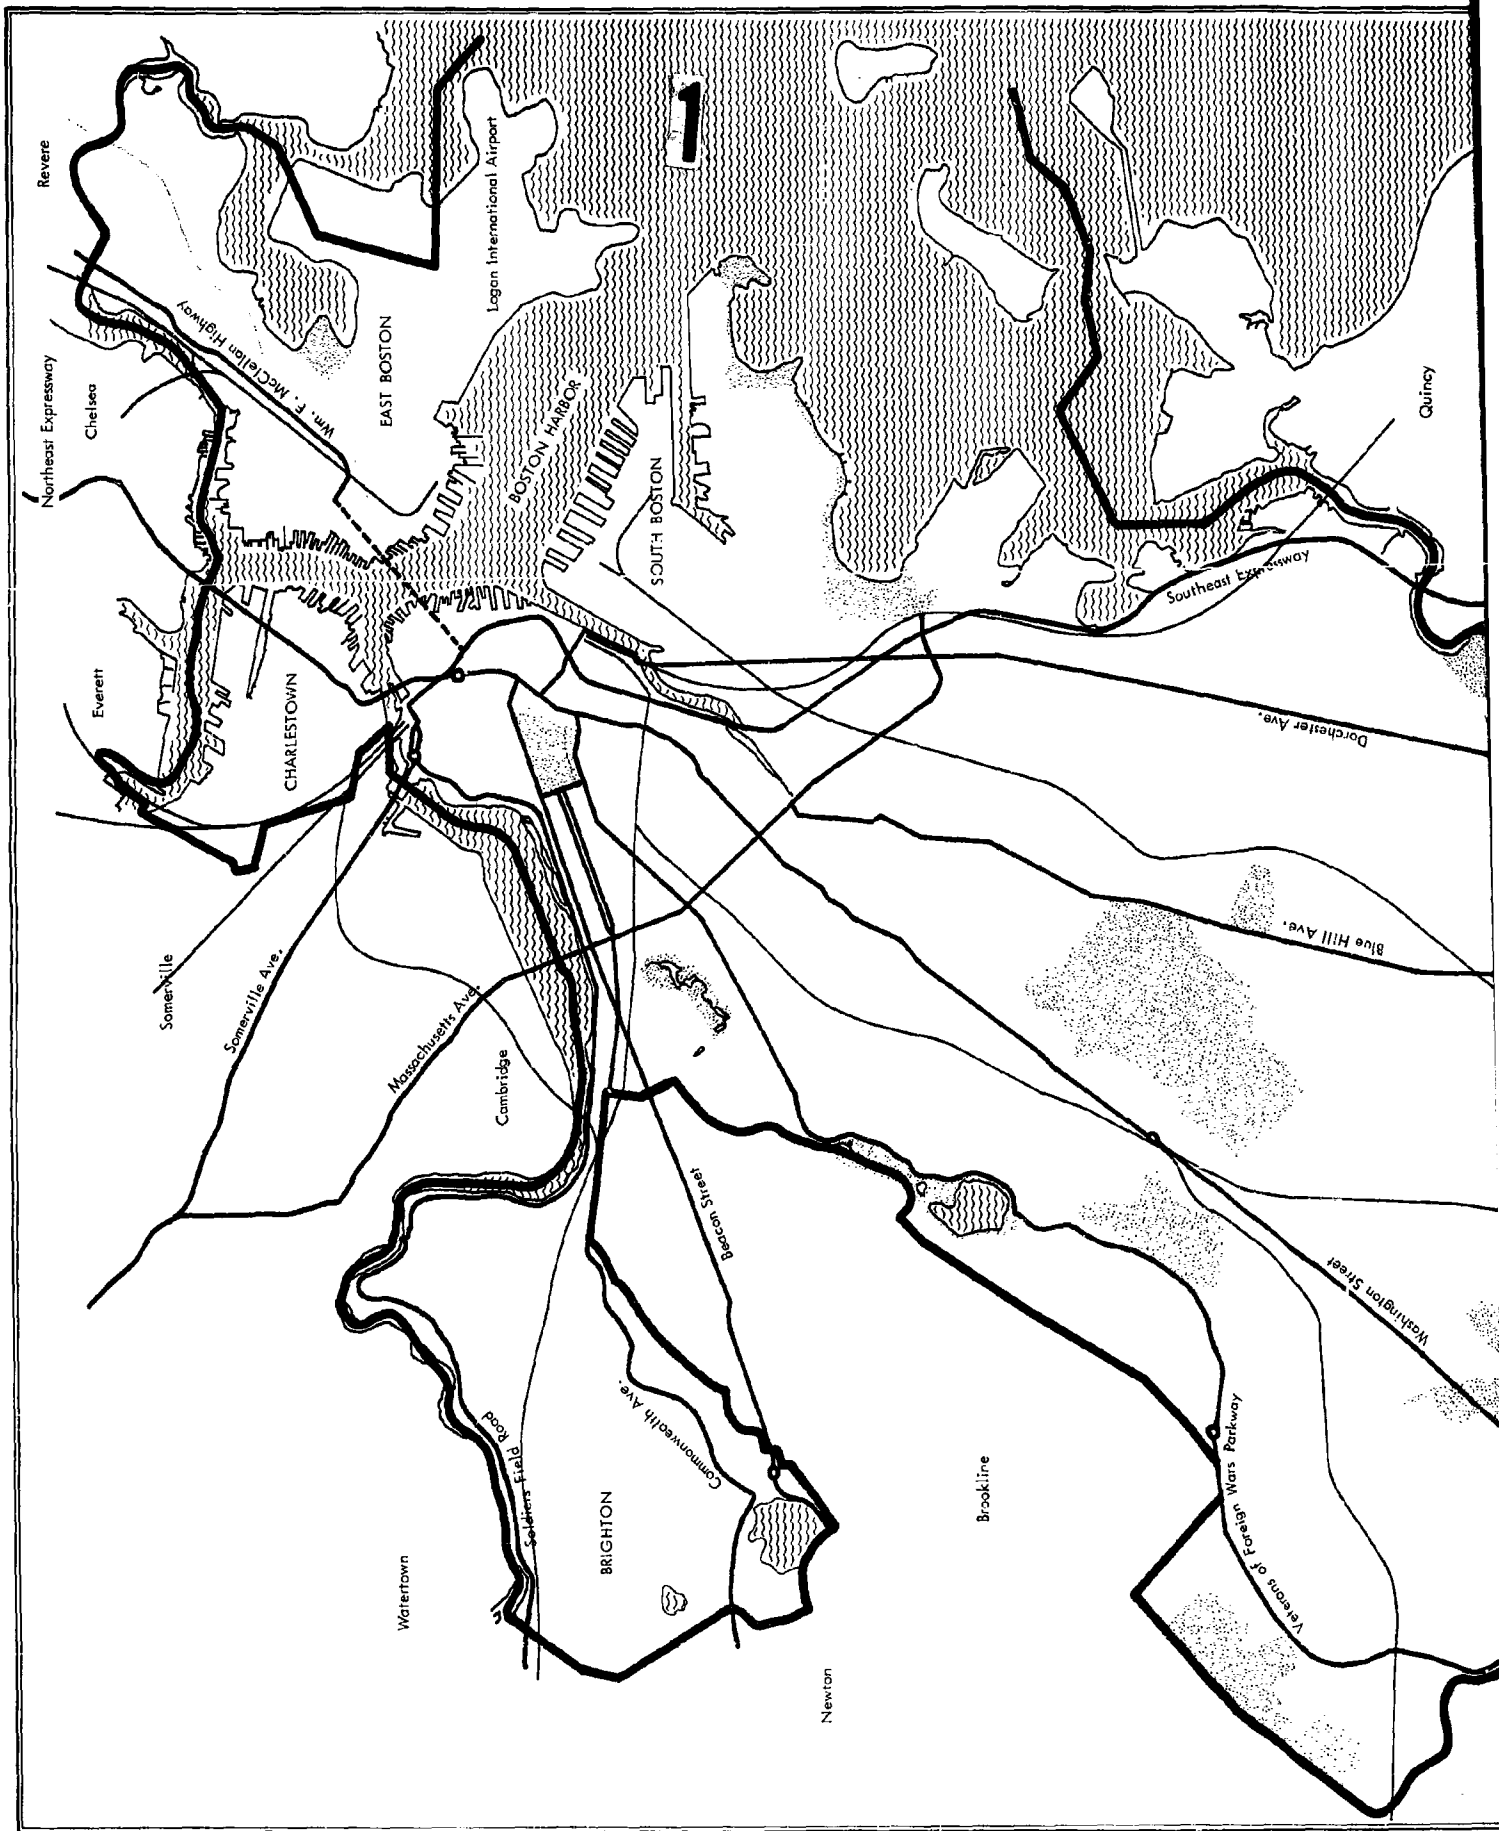 Revere
Northeast Expressway
Chelsea
Wm. F. McClellan Highway
EAST BOSTON
Logan International Airport
1
BOSTON HARBOR
SOUTH BOSTON
Everett
CHARLESTOWN
Somerville
Somerville Ave.
Massachusetts Ave.
Cambridge
Southeast Expressway
Quincy
Dorchester Ave.
Blue Hill Ave.
Washington Street
Beacon Street
Commonwealth Ave.
Soldiers Field Road
BRIGHTON
Watertown
Newton
Brookline
Veterans of Foreign Wars Parkway